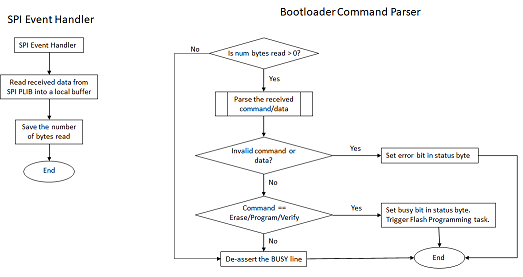 SPI Event Handler
SPI Event Handler
Read received data from
SPI PLIB into a local buffer
Save the number
of bytes read
End
Bootloader Command Parser
Is num bytes read > 0?
No
Yes
Parse the received
command/data
Invalid command or
data?
Yes
Set error bit in status byte
No
Command ==
Erase/Program/Verify
Yes
Set busy bit in status byte.
Trigger Flash Programming task.
No
De-assert the BUSY line
End